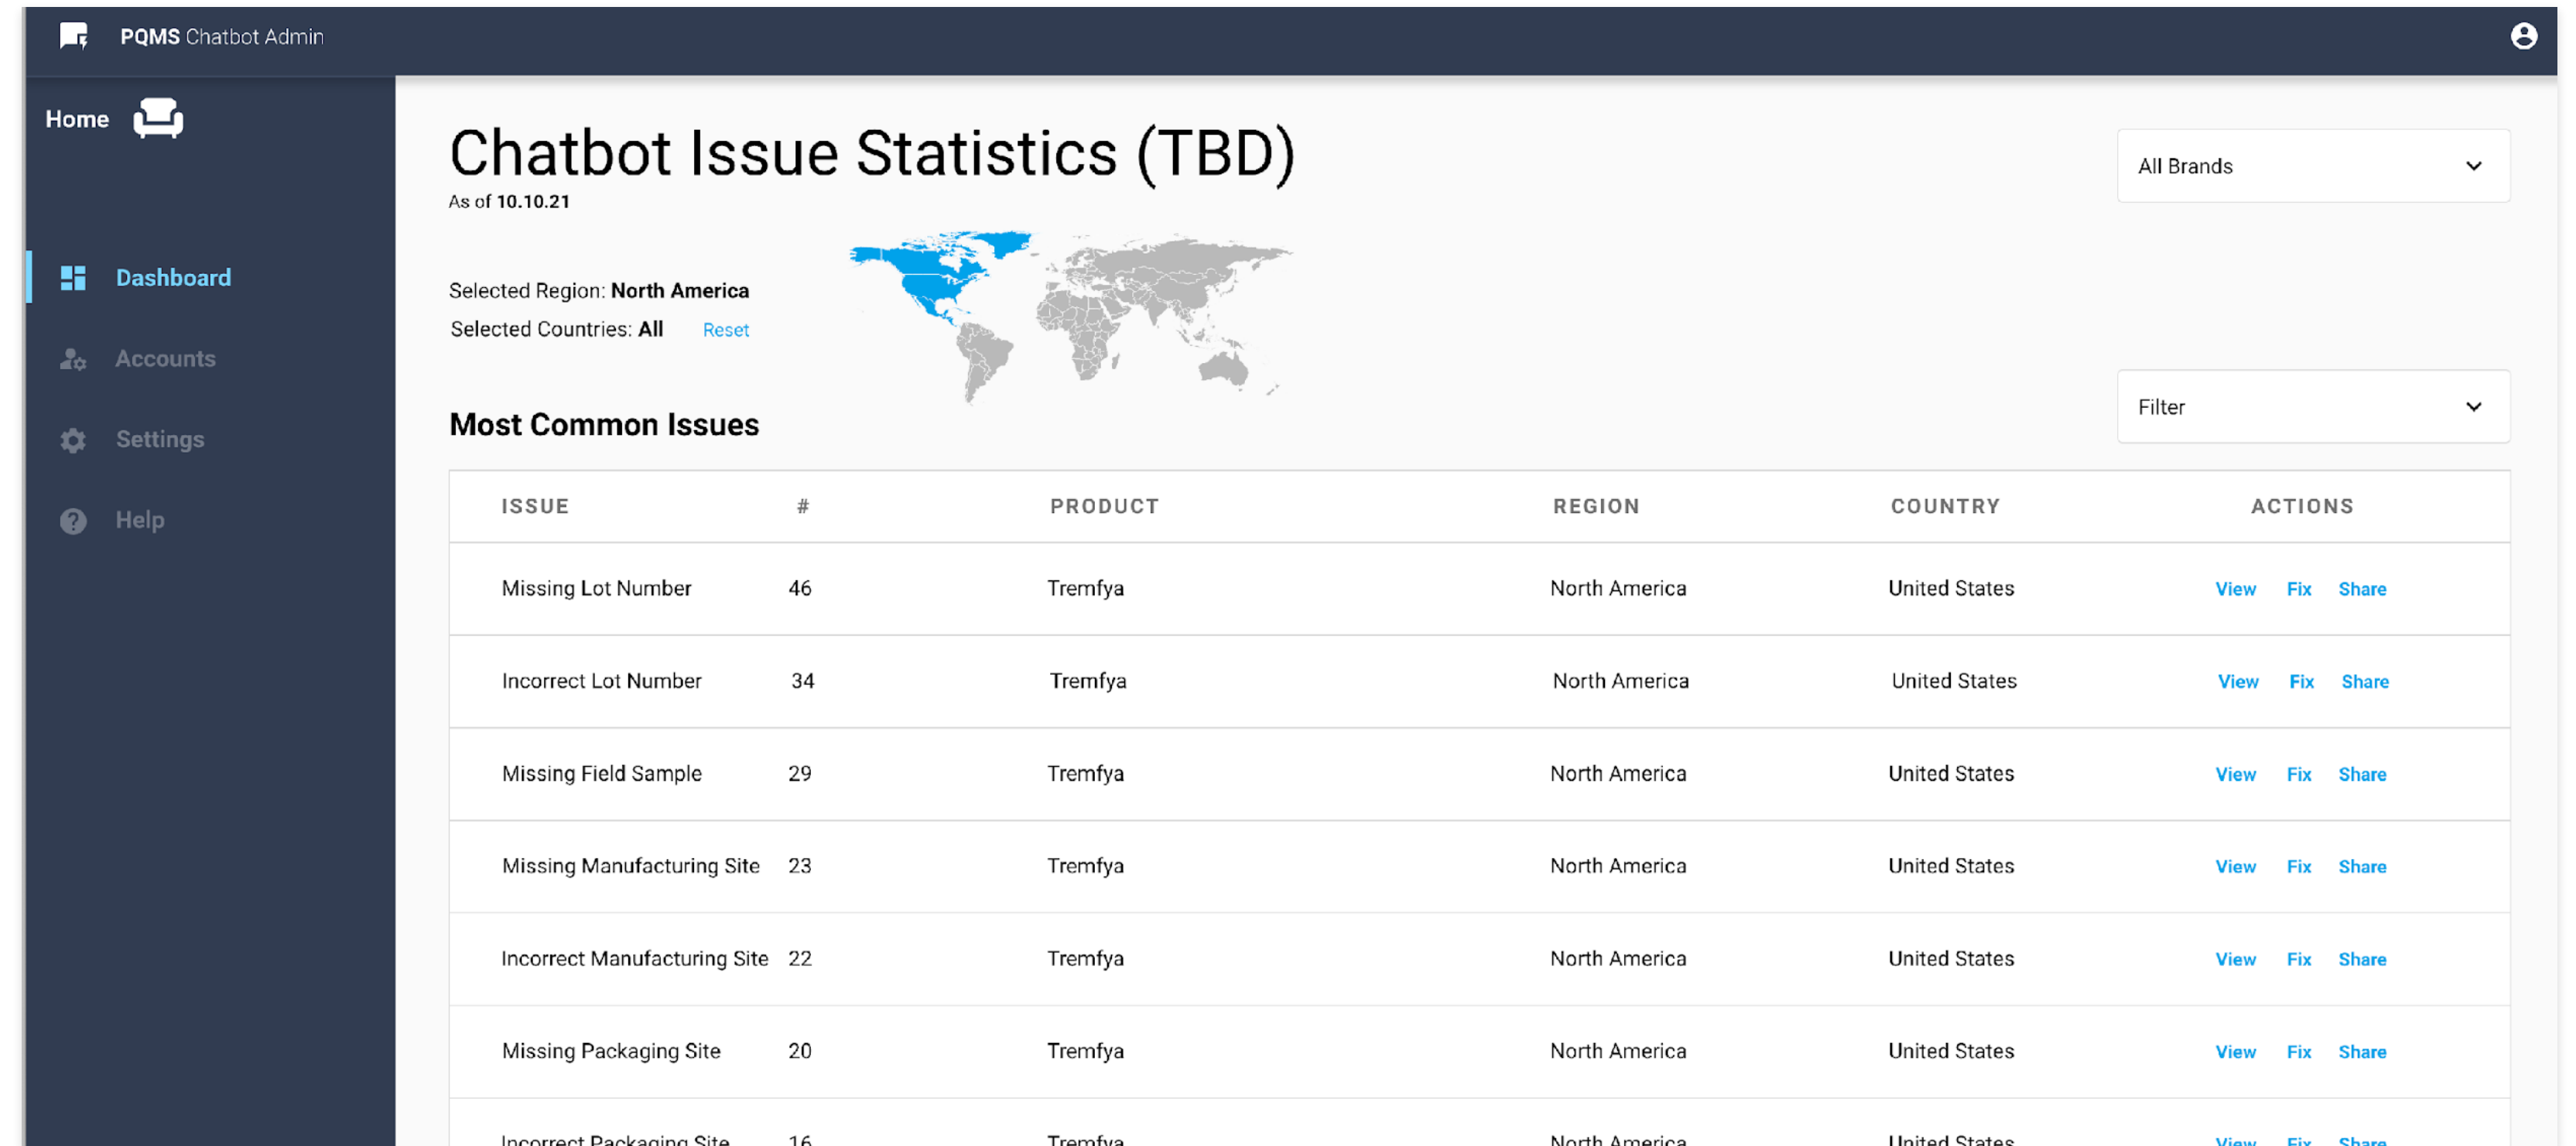 PQMS Chatbot Admin
Home
Dashboard
Accounts
Settings
Help
Chatbot Issue Statistics (TBD)
As of 10.10.21
All Brands
Selected Region: North America
Selected Countries: All Reset
Filter
Most Common Issues
ISSUE # PRODUCT REGION COUNTRY ACTIONS
Missing Lot Number 46 Tremfya North America United States View Fix Share
Incorrect Lot Number 34 Tremfya North America United States View Fix Share
Missing Field Sample 29 Tremfya North America United States View Fix Share
Missing Manufacturing Site 23 Tremfya North America United States View Fix Share
Incorrect Manufacturing Site 22 Tremfya North America United States View Fix Share
Missing Packaging Site 20 Tremfya North America United States View Fix Share
Incorrect Packaging Site 16 Tremfya North America United States View Fix Share